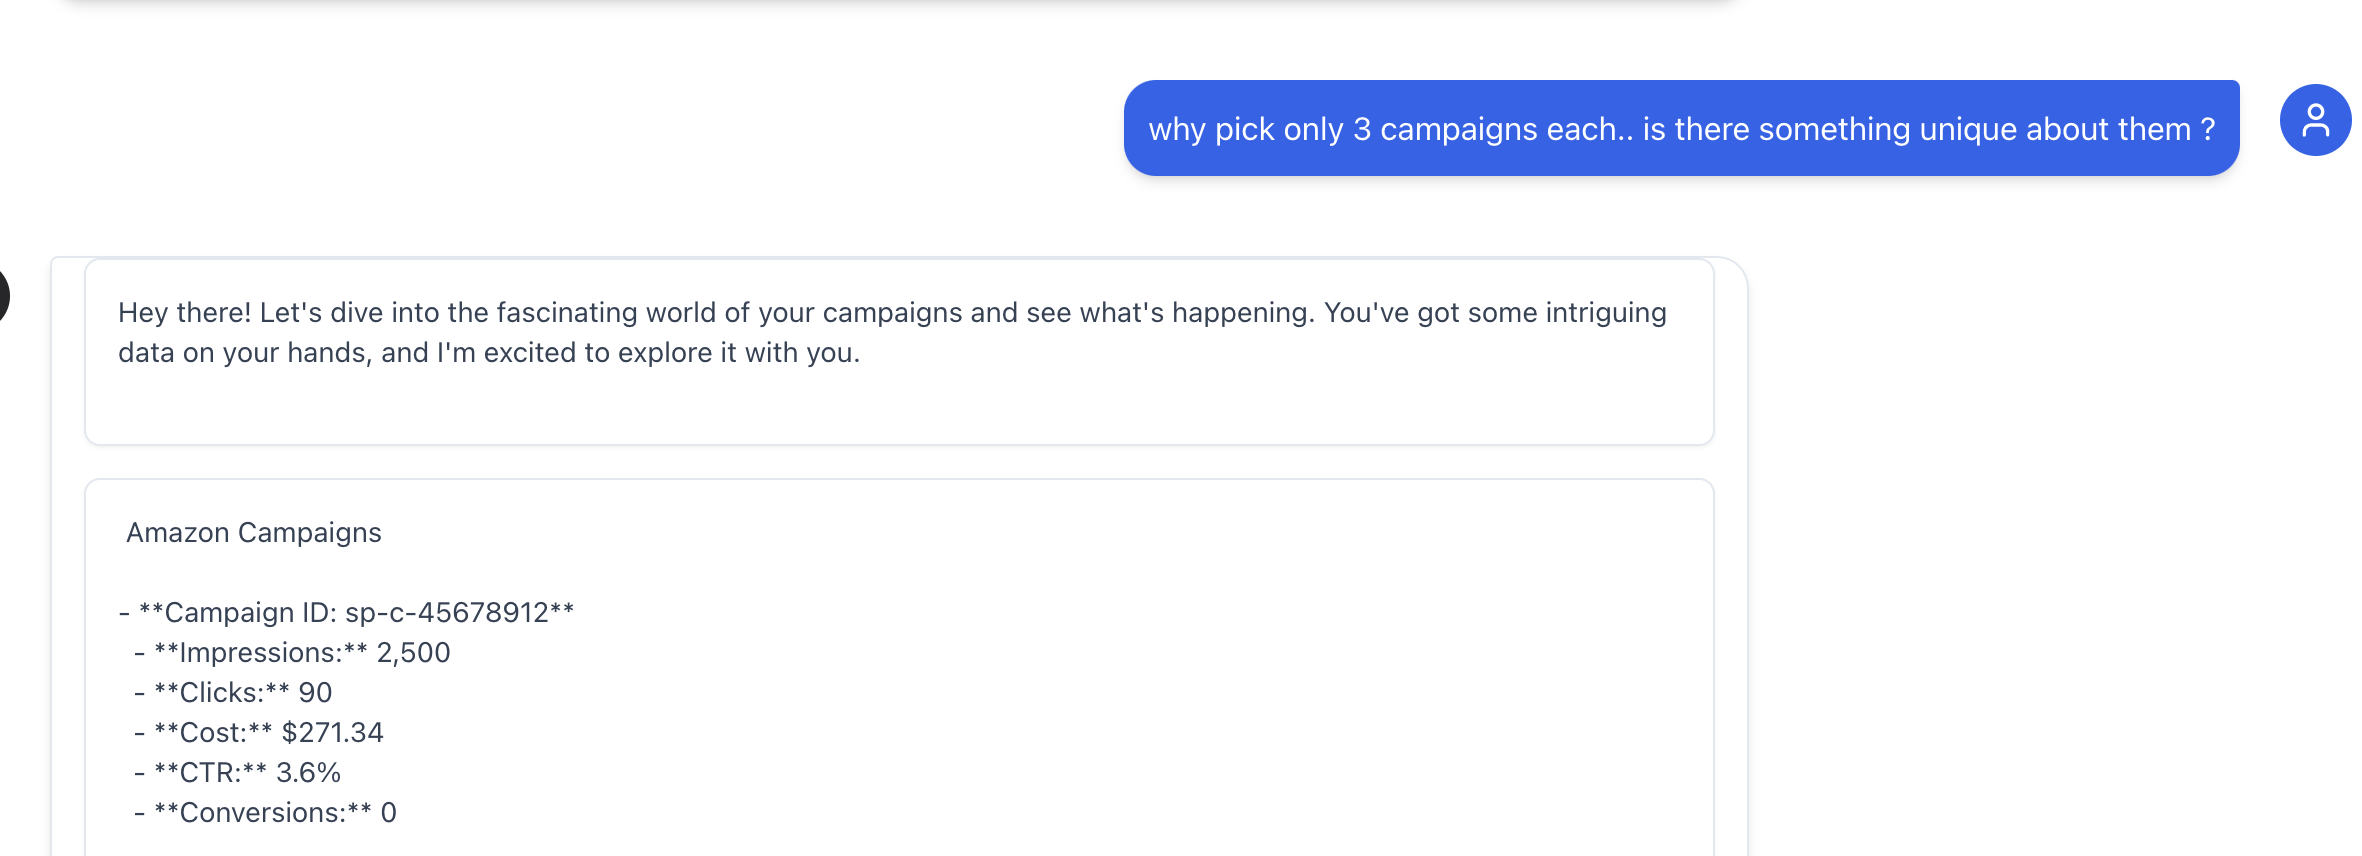 why pick only 3 campaigns each.. is there something unique about them ?
Hey there! Let's dive into the fascinating world of your campaigns and see what's happening. You've got some intriguing
data on your hands, and I'm excited to explore it with you.
Amazon Campaigns
- **Campaign ID: sp-c-45678912**
- **Impressions:** 2,500
- **Clicks:** 90
- **Cost:** $271.34
- **CTR:** 3.6%
- **Conversions:** 0